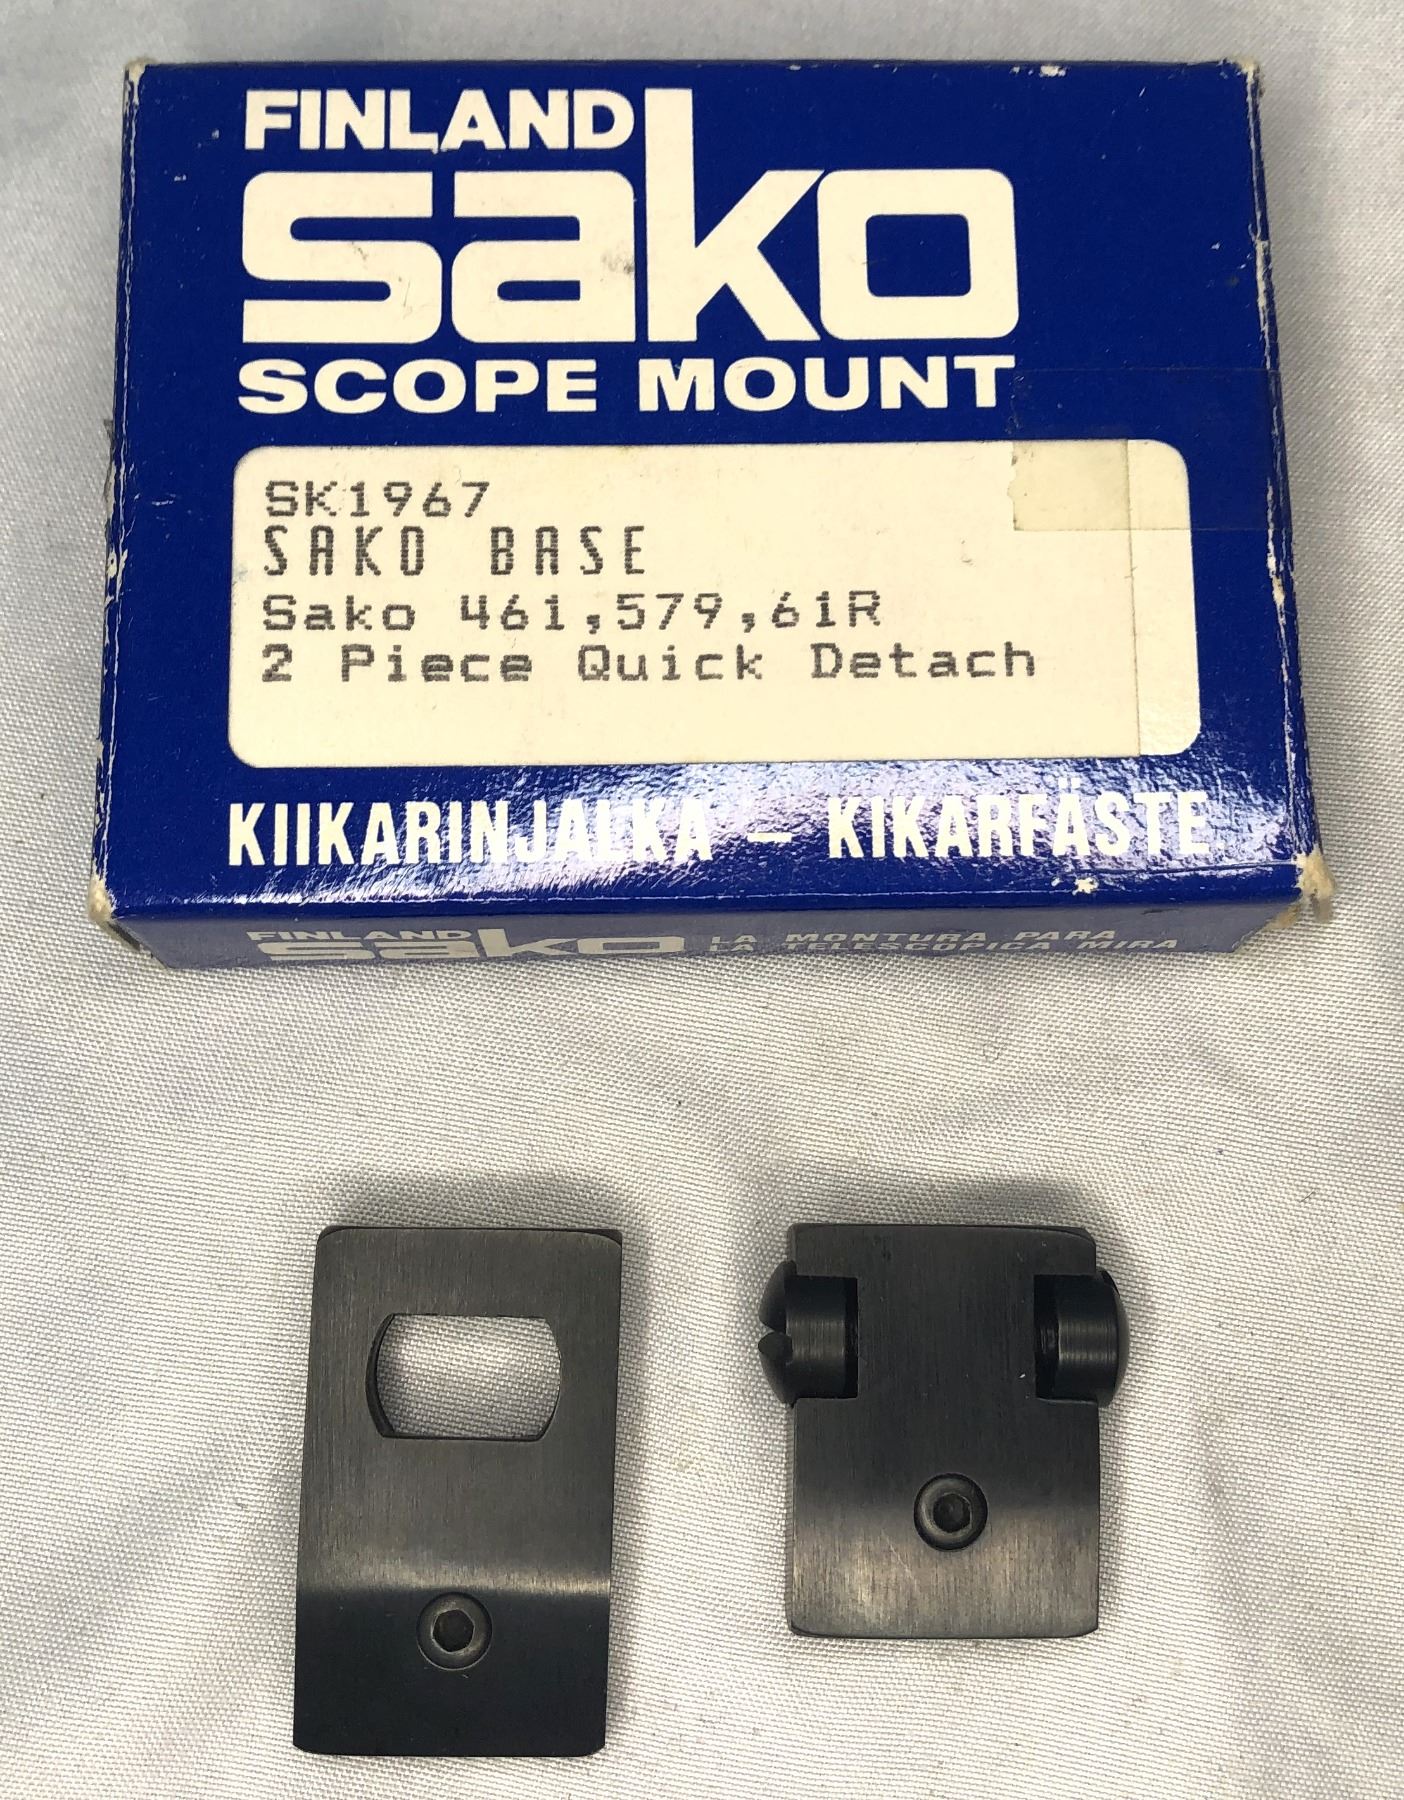 FINLAND
sako
SCOPE MOUNT
SK1967
SAKO BASE
Sako 461,579,61R
2 Piece Quick Detach
KIIKARINJALKA – KIKARFÄSTE
FINLAND
sako
LA MONTURA PARA
LA TELESCOPICA MIRA